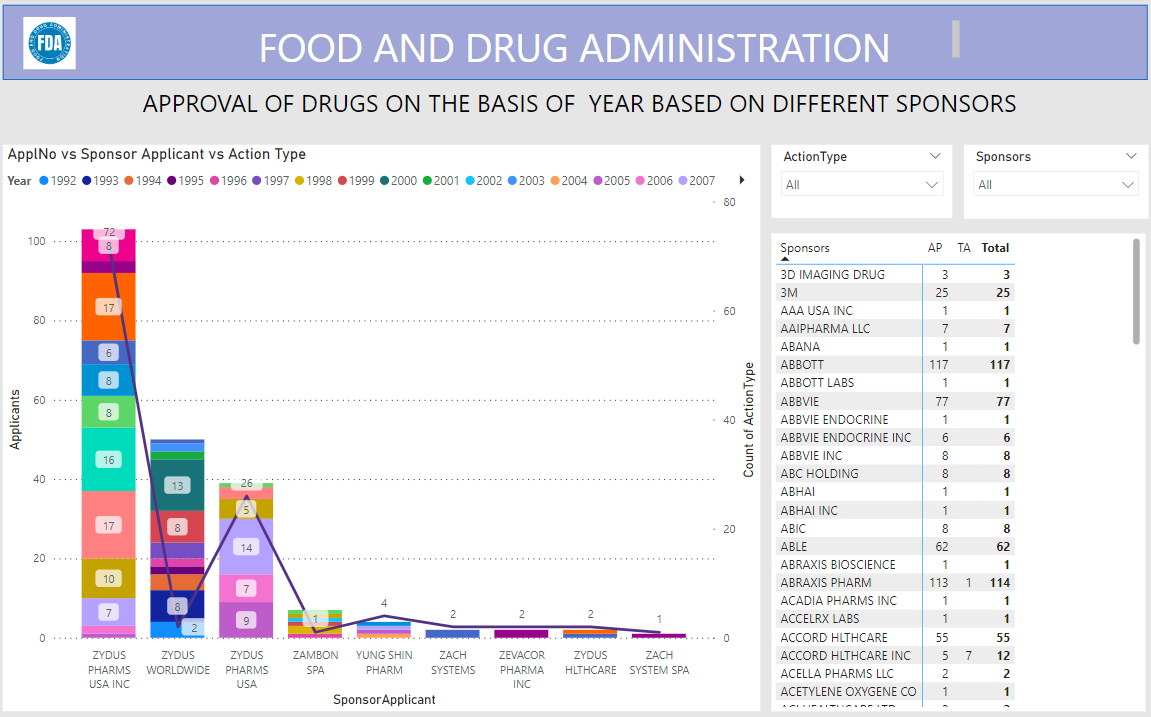 FDA
FOOD AND DRUG ADMINISTRATION
APPROVAL OF DRUGS ON THE BASIS OF YEAR BASED ON DIFFERENT SPONSORS
ApplNo vs Sponsor Applicant vs Action Type
Year 1992 1993 1994 1995 1996 1997 1998 1999 2000 2001 2002 2003 2004 2005 2006 2007
Applicants
100
80
60
40
20
0
72
8
17
6
8
8
16
17
10
7
13
8
8
2
26
5
14
7
9
1
4
2
2
2
1
80
60
40
20
0
Count of ActionType
ZYDUS PHARMS USA INC
ZYDUS WORLDWIDE
ZYDUS PHARMS USA
ZAMBON SPA
YUNG SHIN PHARM
ZACH SYSTEMS
ZEVACOR PHARMA INC
ZYDUS HLTHCARE
ZACH SYSTEM SPA
SponsorApplicant
ActionType
All
Sponsors
All
Sponsors AP TA Total
3D IMAGING DRUG 3 3
3M 25 25
AAA USA INC 1 1
AAIPHARMA LLC 7 7
ABANA 1 1
ABBOTT 117 117
ABBOTT LABS 1 1
ABBVIE 77 77
ABBVIE ENDOCRINE 1 1
ABBVIE ENDOCRINE INC 6 6
ABBVIE INC 8 8
ABC HOLDING 8 8
ABHAI 1 1
ABHAI INC 1 1
ABIC 8 8
ABLE 62 62
ABRAXIS BIOSCIENCE 1 1
ABRAXIS PHARM 113 1 114
ACADIA PHARMS INC 1 1
ACCELRX LABS 1 1
ACCORD HLTHCARE 55 55
ACCORD HLTHCARE INC 5 7 12
ACELLA PHARMS LLC 2 2
ACETYLENE OXYGENE CO 1 1